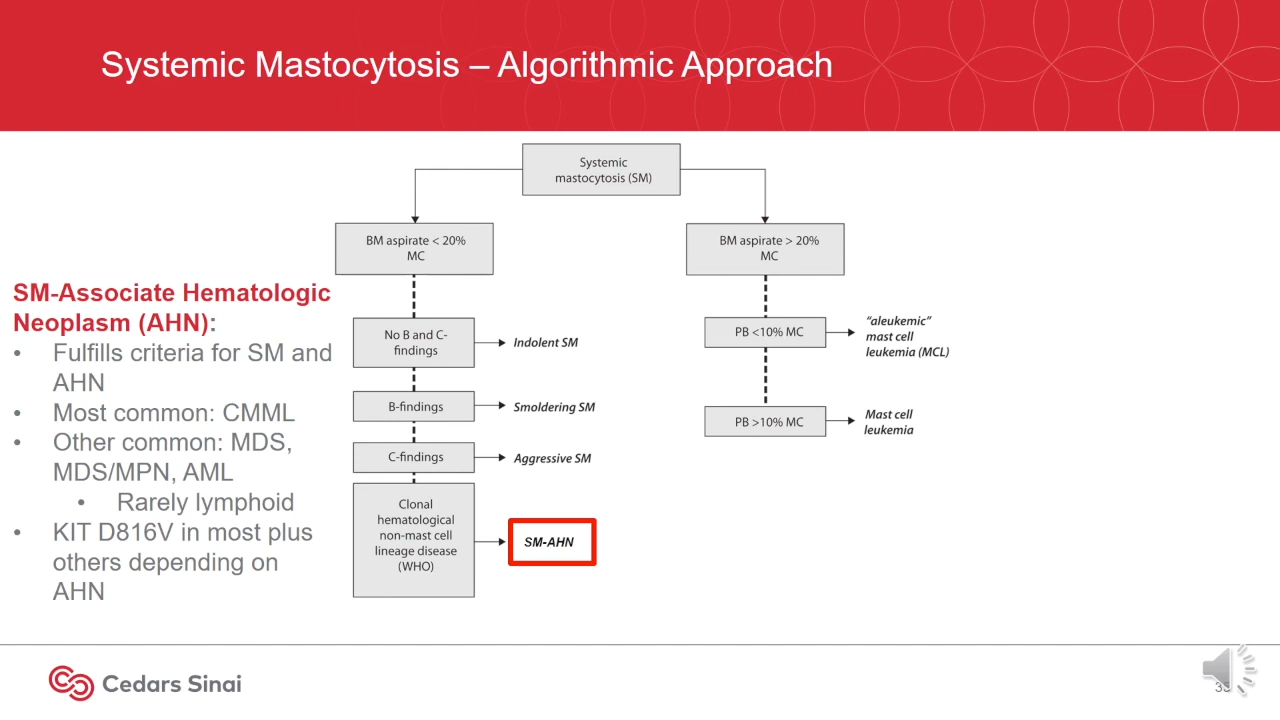 Systemic Mastocytosis – Algorithmic Approach
Systemic
mastocytosis (SM)
BM aspirate < 20%
MC
BM aspirate > 20%
MC
SM-Associate Hematologic
Neoplasm (AHN):
• Fulfills criteria for SM and
AHN
• Most common: CMML
• Other common: MDS,
MDS/MPN, AML
• Rarely lymphoid
• KIT D816V in most plus
others depending on
AHN
No B and C-
findings
Indolent SM
B-findings
Smoldering SM
C-findings
Aggressive SM
Clonal
hematological
non-mast cell
lineage disease
(WHO)
SM-AHN
PB <10% MC
“aleukemic”
mast cell
leukemia (MCL)
PB >10% MC
Mast cell
leukemia
Cedars Sinai